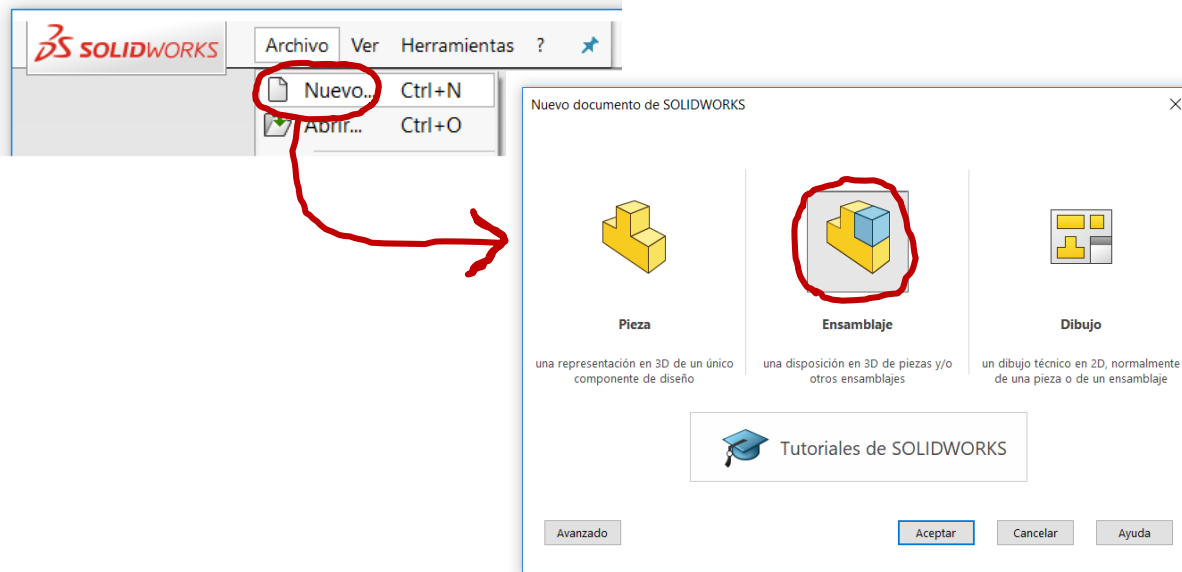 SOLIDWORKS
Archivo Ver Herramientas ?
Nuevo... Ctrl+N
Abrir... Ctrl+O
Nuevo documento de SOLIDWORKS
Pieza
una representación en 3D de un único
componente de diseño
Ensamblaje
una disposición en 3D de piezas y/o
otros ensamblajes
Dibujo
un dibujo técnico en 2D, normalmente
de una pieza o de un ensamblaje
Tutoriales de SOLIDWORKS
Avanzado Aceptar Cancelar Ayuda